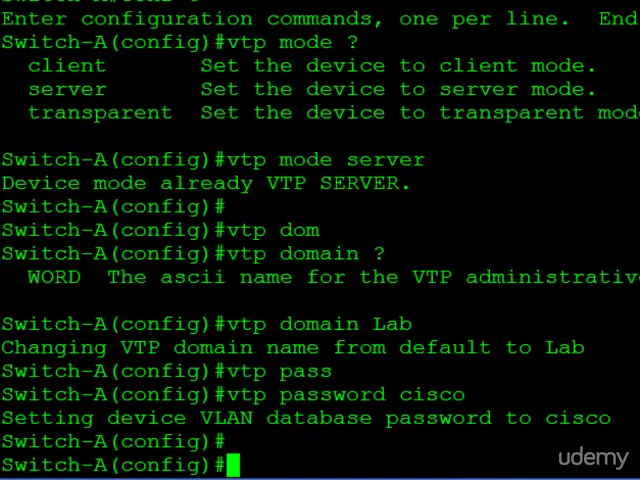 Enter configuration commands, one per line.  End
Switch-A(config)#vtp mode ?
  client       Set the device to client mode.
  server       Set the device to server mode.
  transparent  Set the device to transparent mod
Switch-A(config)#vtp mode server
Device mode already VTP SERVER.
Switch-A(config)#
Switch-A(config)#vtp dom
Switch-A(config)#vtp domain ?
  WORD  The ascii name for the VTP administrative
Switch-A(config)#vtp domain Lab
Changing VTP domain name from default to Lab
Switch-A(config)#vtp pass
Switch-A(config)#vtp password cisco
Setting device VLAN database password to cisco
Switch-A(config)#
Switch-A(config)#
udemy